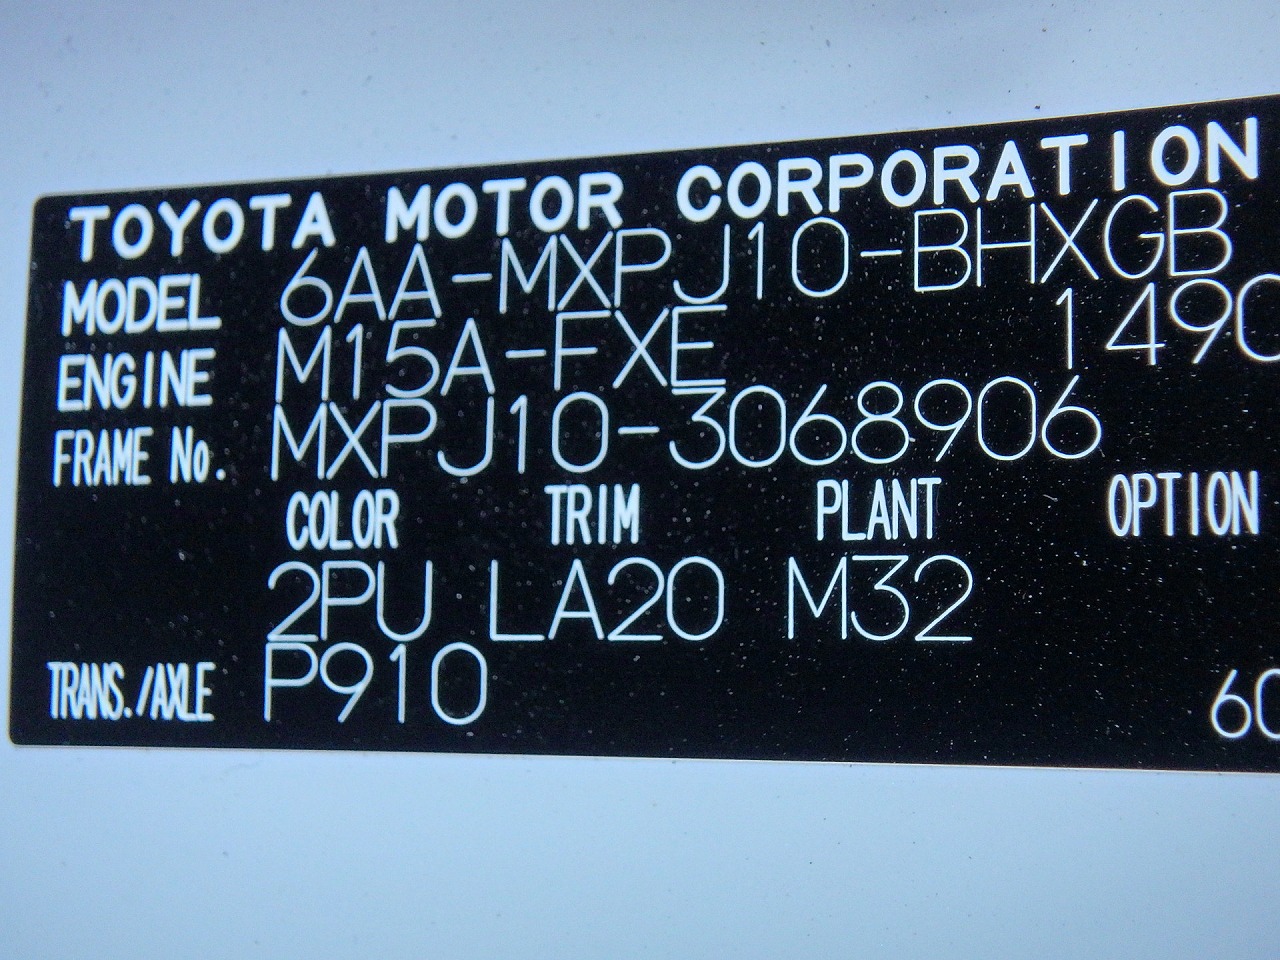 TOYOTA MOTOR CORPORATION
MODEL 6AA-MXPJ10-BHXGB
ENGINE M15A-FXE 1490
FRAME No. MXPJ10-3068906
COLOR TRIM PLANT OPTION
2PU LA20 M32
TRANS./AXLE P910 60